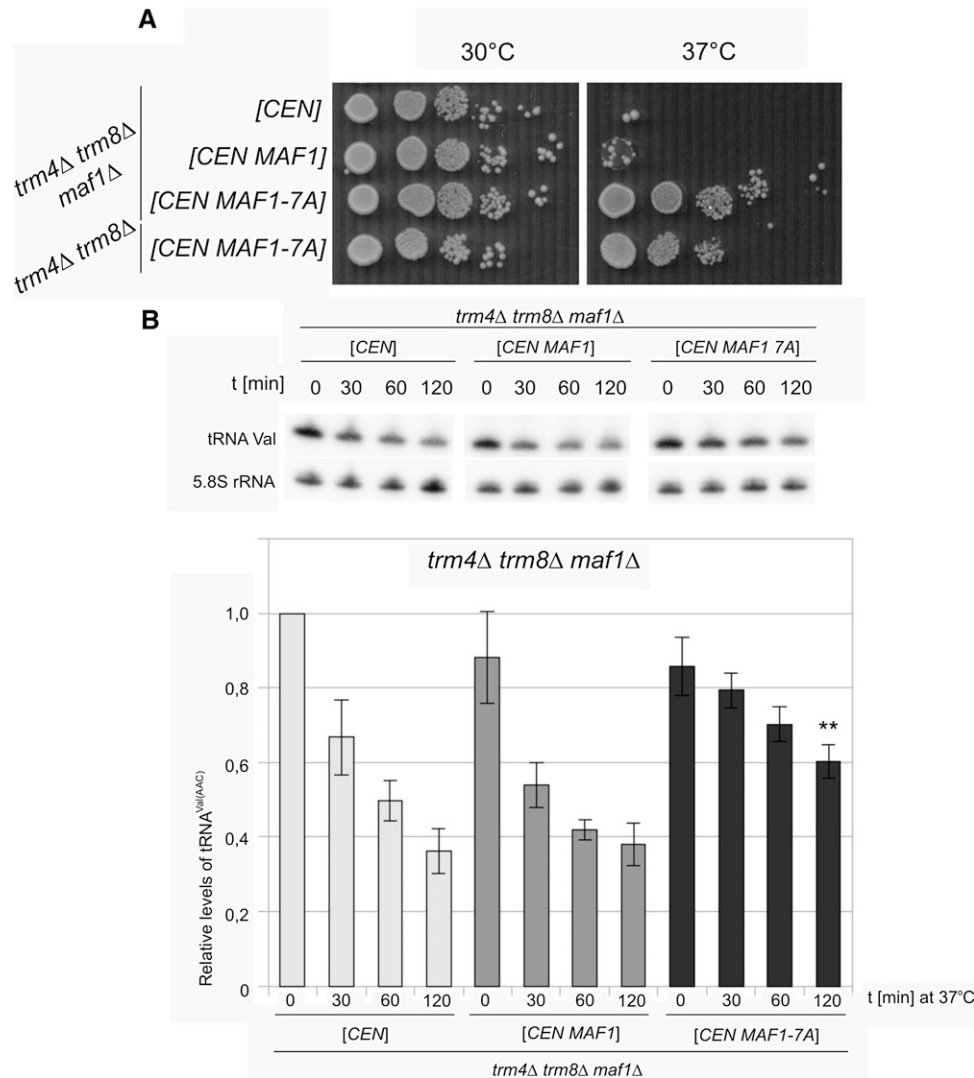 A
30°C 37°C
trm4Δ trm8Δ
maf1Δ
[CEN]
[CEN MAF1]
[CEN MAF1-7A]
trm4Δ trm8Δ
[CEN MAF1-7A]
B
trm4Δ trm8Δ maf1Δ
[CEN] [CEN MAF1] [CEN MAF1 7A]
t [min] 0 30 60 120 0 30 60 120 0 30 60 120
tRNA Val
5.8S rRNA
trm4Δ trm8Δ maf1Δ
Relative levels of tRNAVal(AAC)
1,0
0,8
0,6
0,4
0,2
0
**
0 30 60 120 0 30 60 120 0 30 60 120 t [min] at 37°C
[CEN] [CEN MAF1] [CEN MAF1-7A]
trm4Δ trm8Δ maf1Δ